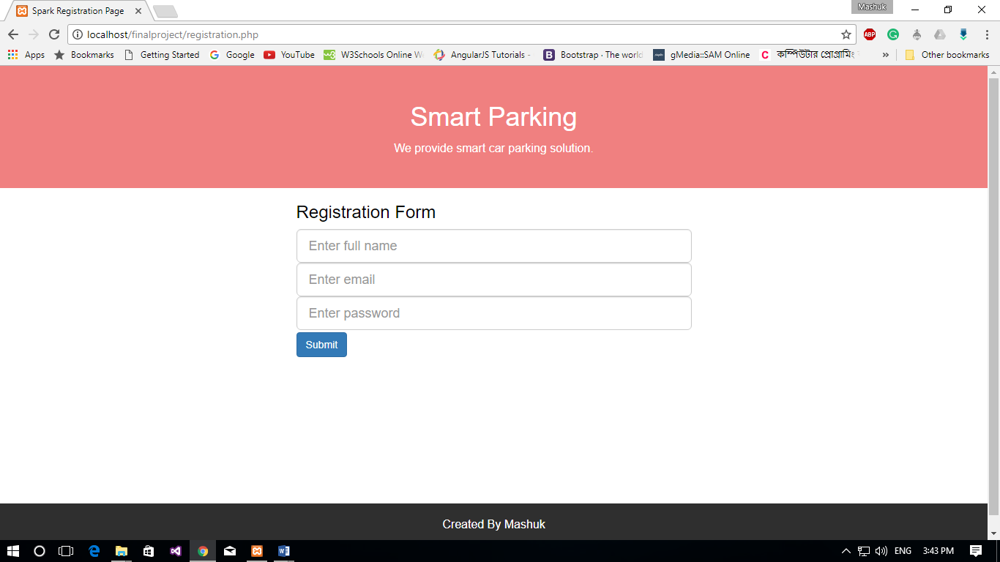 Spark Registration Page
Mashuk
localhost/finalproject/registration.php
ABP
Apps Bookmarks Getting Started Google YouTube W3Schools Online W AngularJS Tutorials - Bootstrap · The world gMedia::SAM Online কম্পিউটার প্রোগ্রামিং » Other bookmarks
Smart Parking
We provide smart car parking solution.
Registration Form
Enter full name
Enter email
Enter password
Submit
Created By Mashuk
ENG 3:43 PM